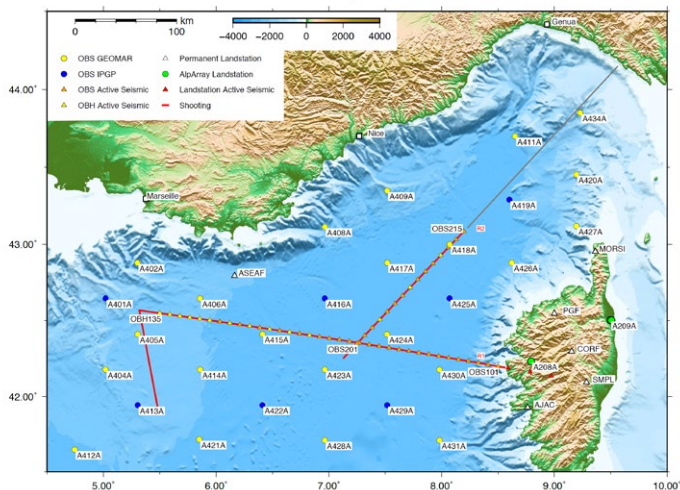 0
100
km
−4000
−2000
0
2000
4000
OBS GEOMAR
OBS IPGP
OBS Active Seismic
OBH Active Seismic
Permanent Landstation
AlpArray Landstation
Landstation Active Seismic
Shooting
Genua
44.00˚
A434A
Nice
A411A
A420A
Marseille
A409A
A419A
A408A
OBS215
R2
A427A
43.00˚
A418A
MORSI
A402A
ASEAF
A417A
A426A
A401A
A406A
A416A
A425A
OBH135
PGF
A209A
A405A
A415A
A424A
OBS201
R1
CORF
A404A
A414A
A423A
A430A
OBS101
A208A
SMPL
42.00˚
A413A
A422A
A429A
AJAC
A412A
A421A
A428A
A431A
5.00˚
6.00˚
7.00˚
8.00˚
9.00˚
10.00˚